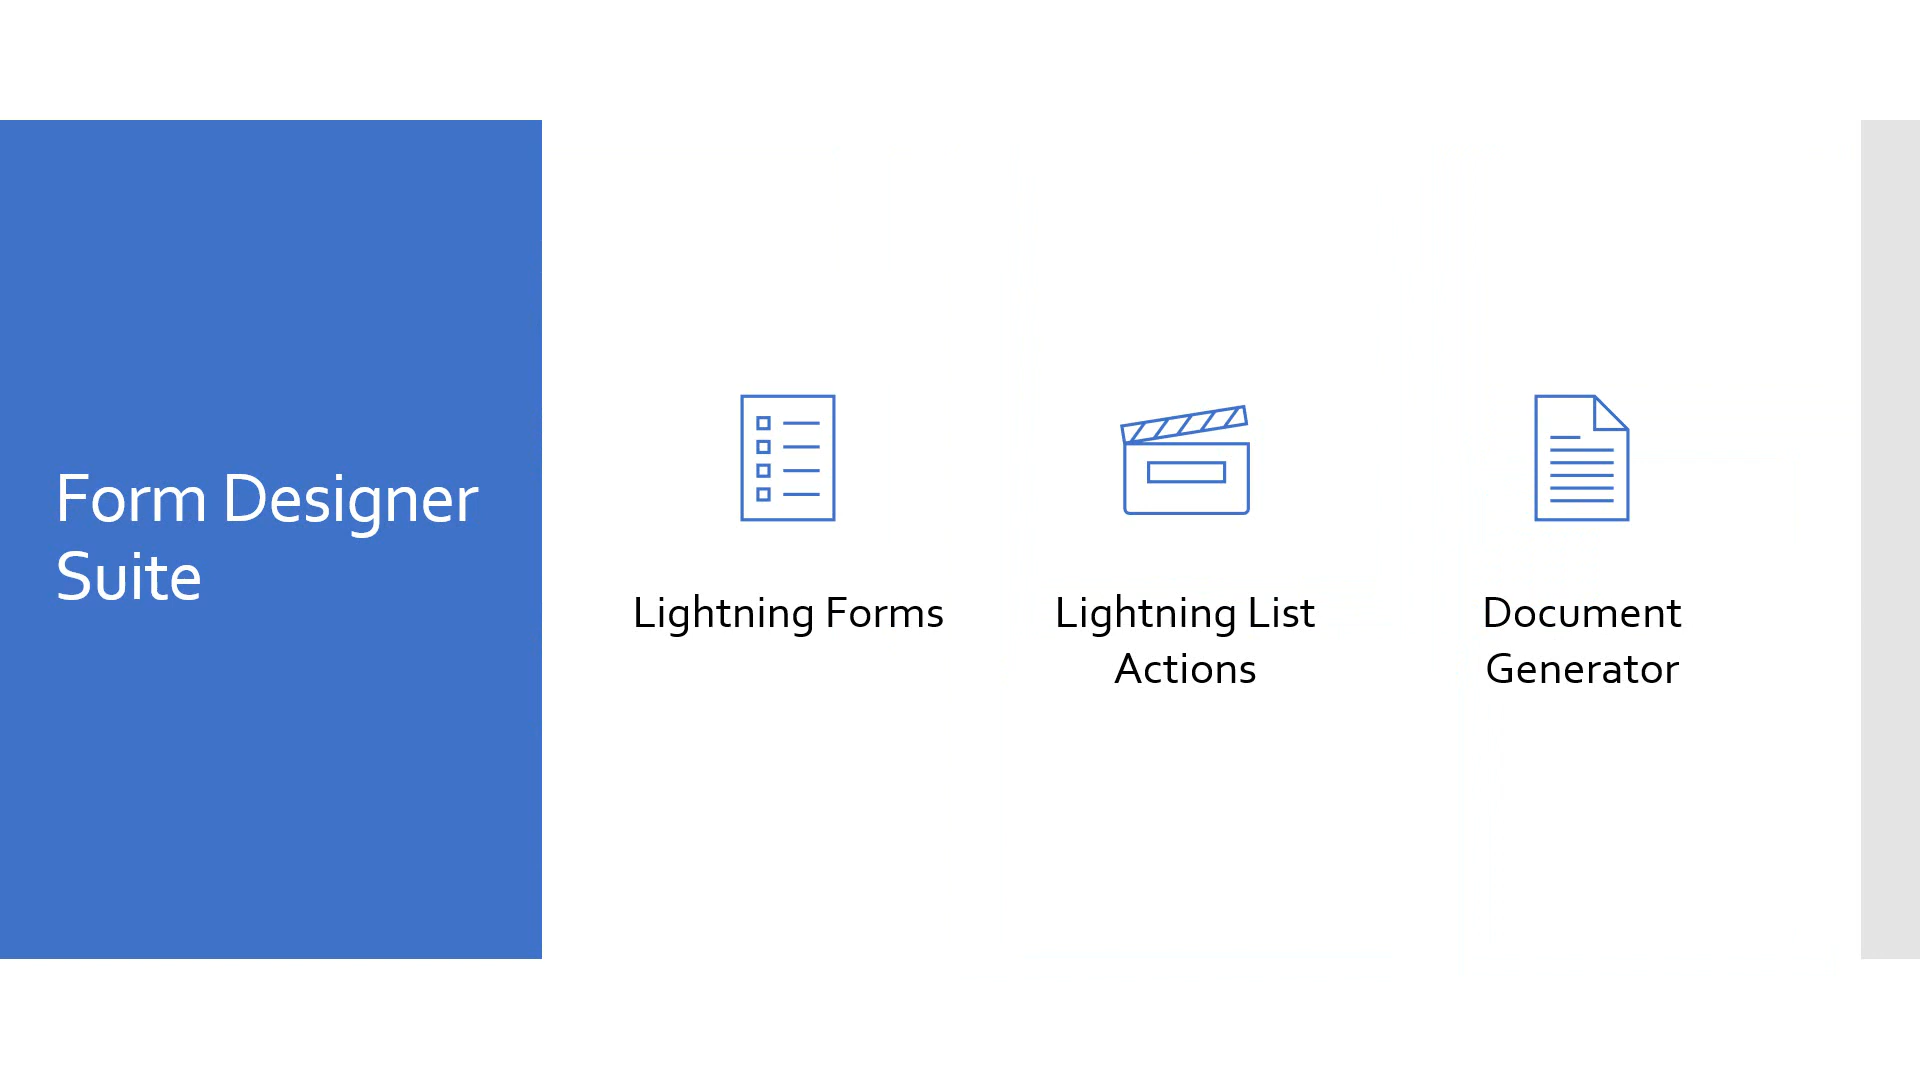 Form Designer
Suite
Lightning Forms
Lightning List
Actions
Document
Generator